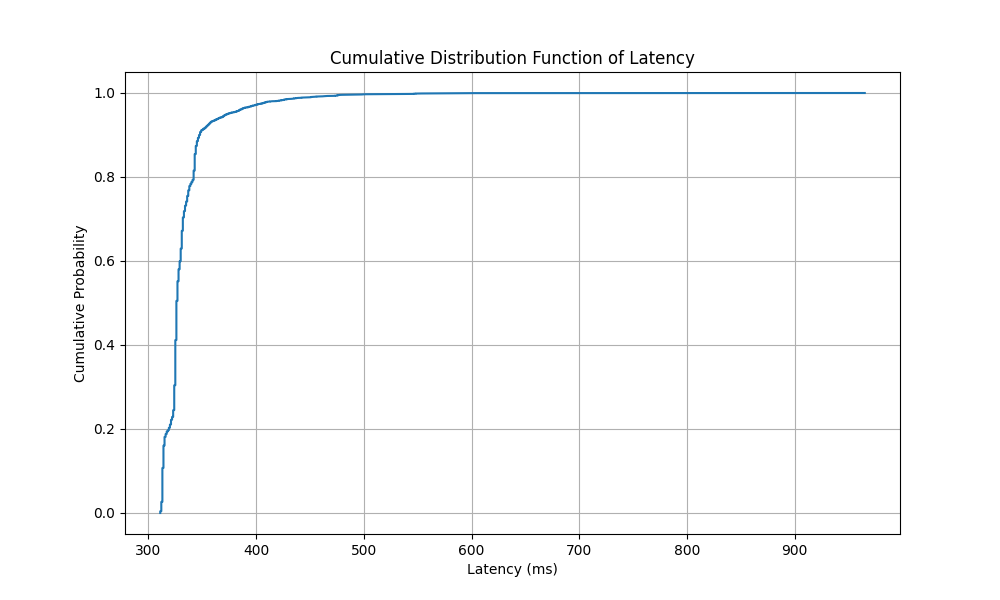 Cumulative Distribution Function of Latency
Cumulative Probability
1.0
0.8
0.6
0.4
0.2
0.0
300 400 500 600 700 800 900
Latency (ms)